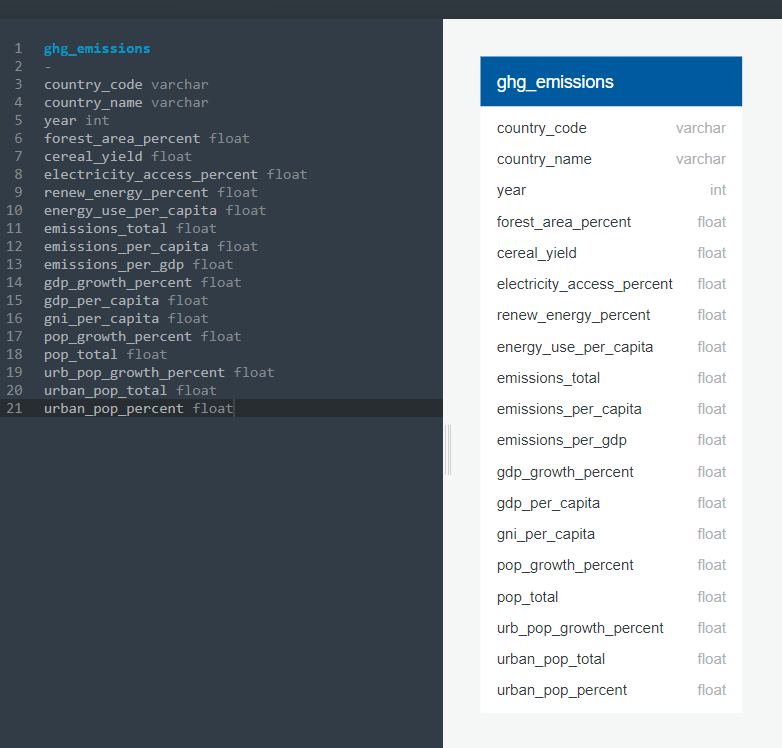 1 ghg_emissions
2 -
3 country_code varchar
4 country_name varchar
5 year int
6 forest_area_percent float
7 cereal_yield float
8 electricity_access_percent float
9 renew_energy_percent float
10 energy_use_per_capita float
11 emissions_total float
12 emissions_per_capita float
13 emissions_per_gdp float
14 gdp_growth_percent float
15 gdp_per_capita float
16 gni_per_capita float
17 pop_growth_percent float
18 pop_total float
19 urb_pop_growth_percent float
20 urban_pop_total float
21 urban_pop_percent float
ghg_emissions
country_code varchar
country_name varchar
year int
forest_area_percent float
cereal_yield float
electricity_access_percent float
renew_energy_percent float
energy_use_per_capita float
emissions_total float
emissions_per_capita float
emissions_per_gdp float
gdp_growth_percent float
gdp_per_capita float
gni_per_capita float
pop_growth_percent float
pop_total float
urb_pop_growth_percent float
urban_pop_total float
urban_pop_percent float